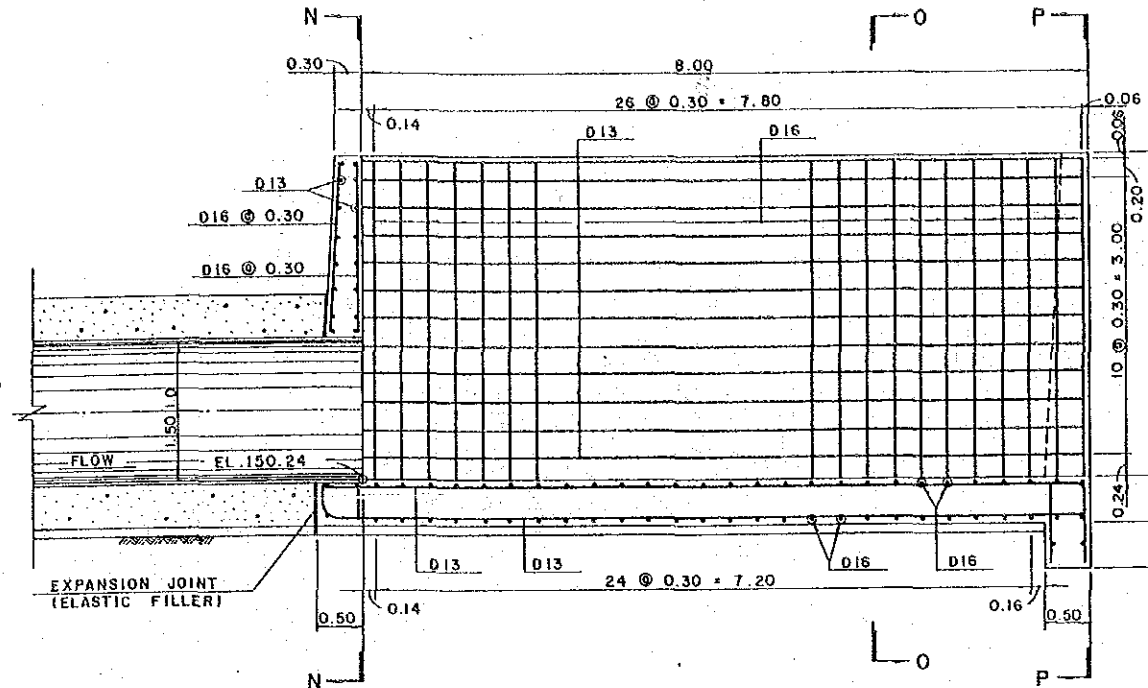 N
O
P
0.30
8.00
26 @ 0.30 = 7.80
0.06
0.14
D13
D16
0.06
0.20
D13
D16 @ 0.30
D16 @ 0.30
10 @ 0.30 = 3.00
1.50 I.D
FLOW
EL.150.24
0.24
D13
D13
D16
D16
EXPANSION JOINT
(ELASTIC FILLER)
24 @ 0.30 = 7.20
0.14
0.16
0.50
0.50
N
O
P